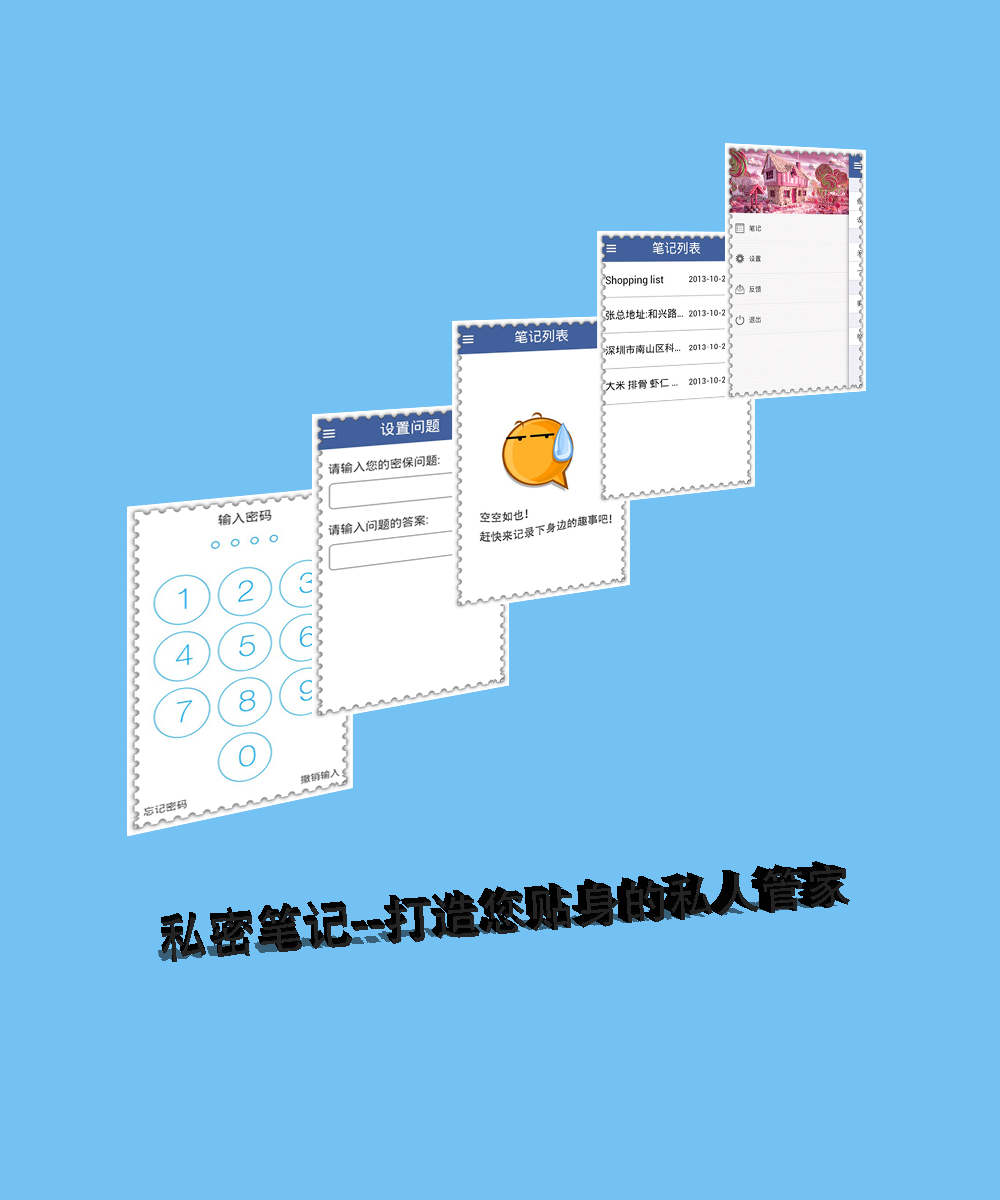 输入密码
1 2 3
4 5 6
7 8 9
0
撤销输入
忘记密码
设置问题
请输入您的密保问题:
请输入问题的答案:
笔记列表
空空如也!
赶快来记录下身边的趣事吧!
笔记列表
Shopping list 2013-10-2
张总地址:和兴路... 2013-10-2
深圳市南山区科... 2013-10-2
大米 排骨 虾仁 ... 2013-10-2
笔记
设置
反馈
退出
私密笔记--打造您贴身的私人管家